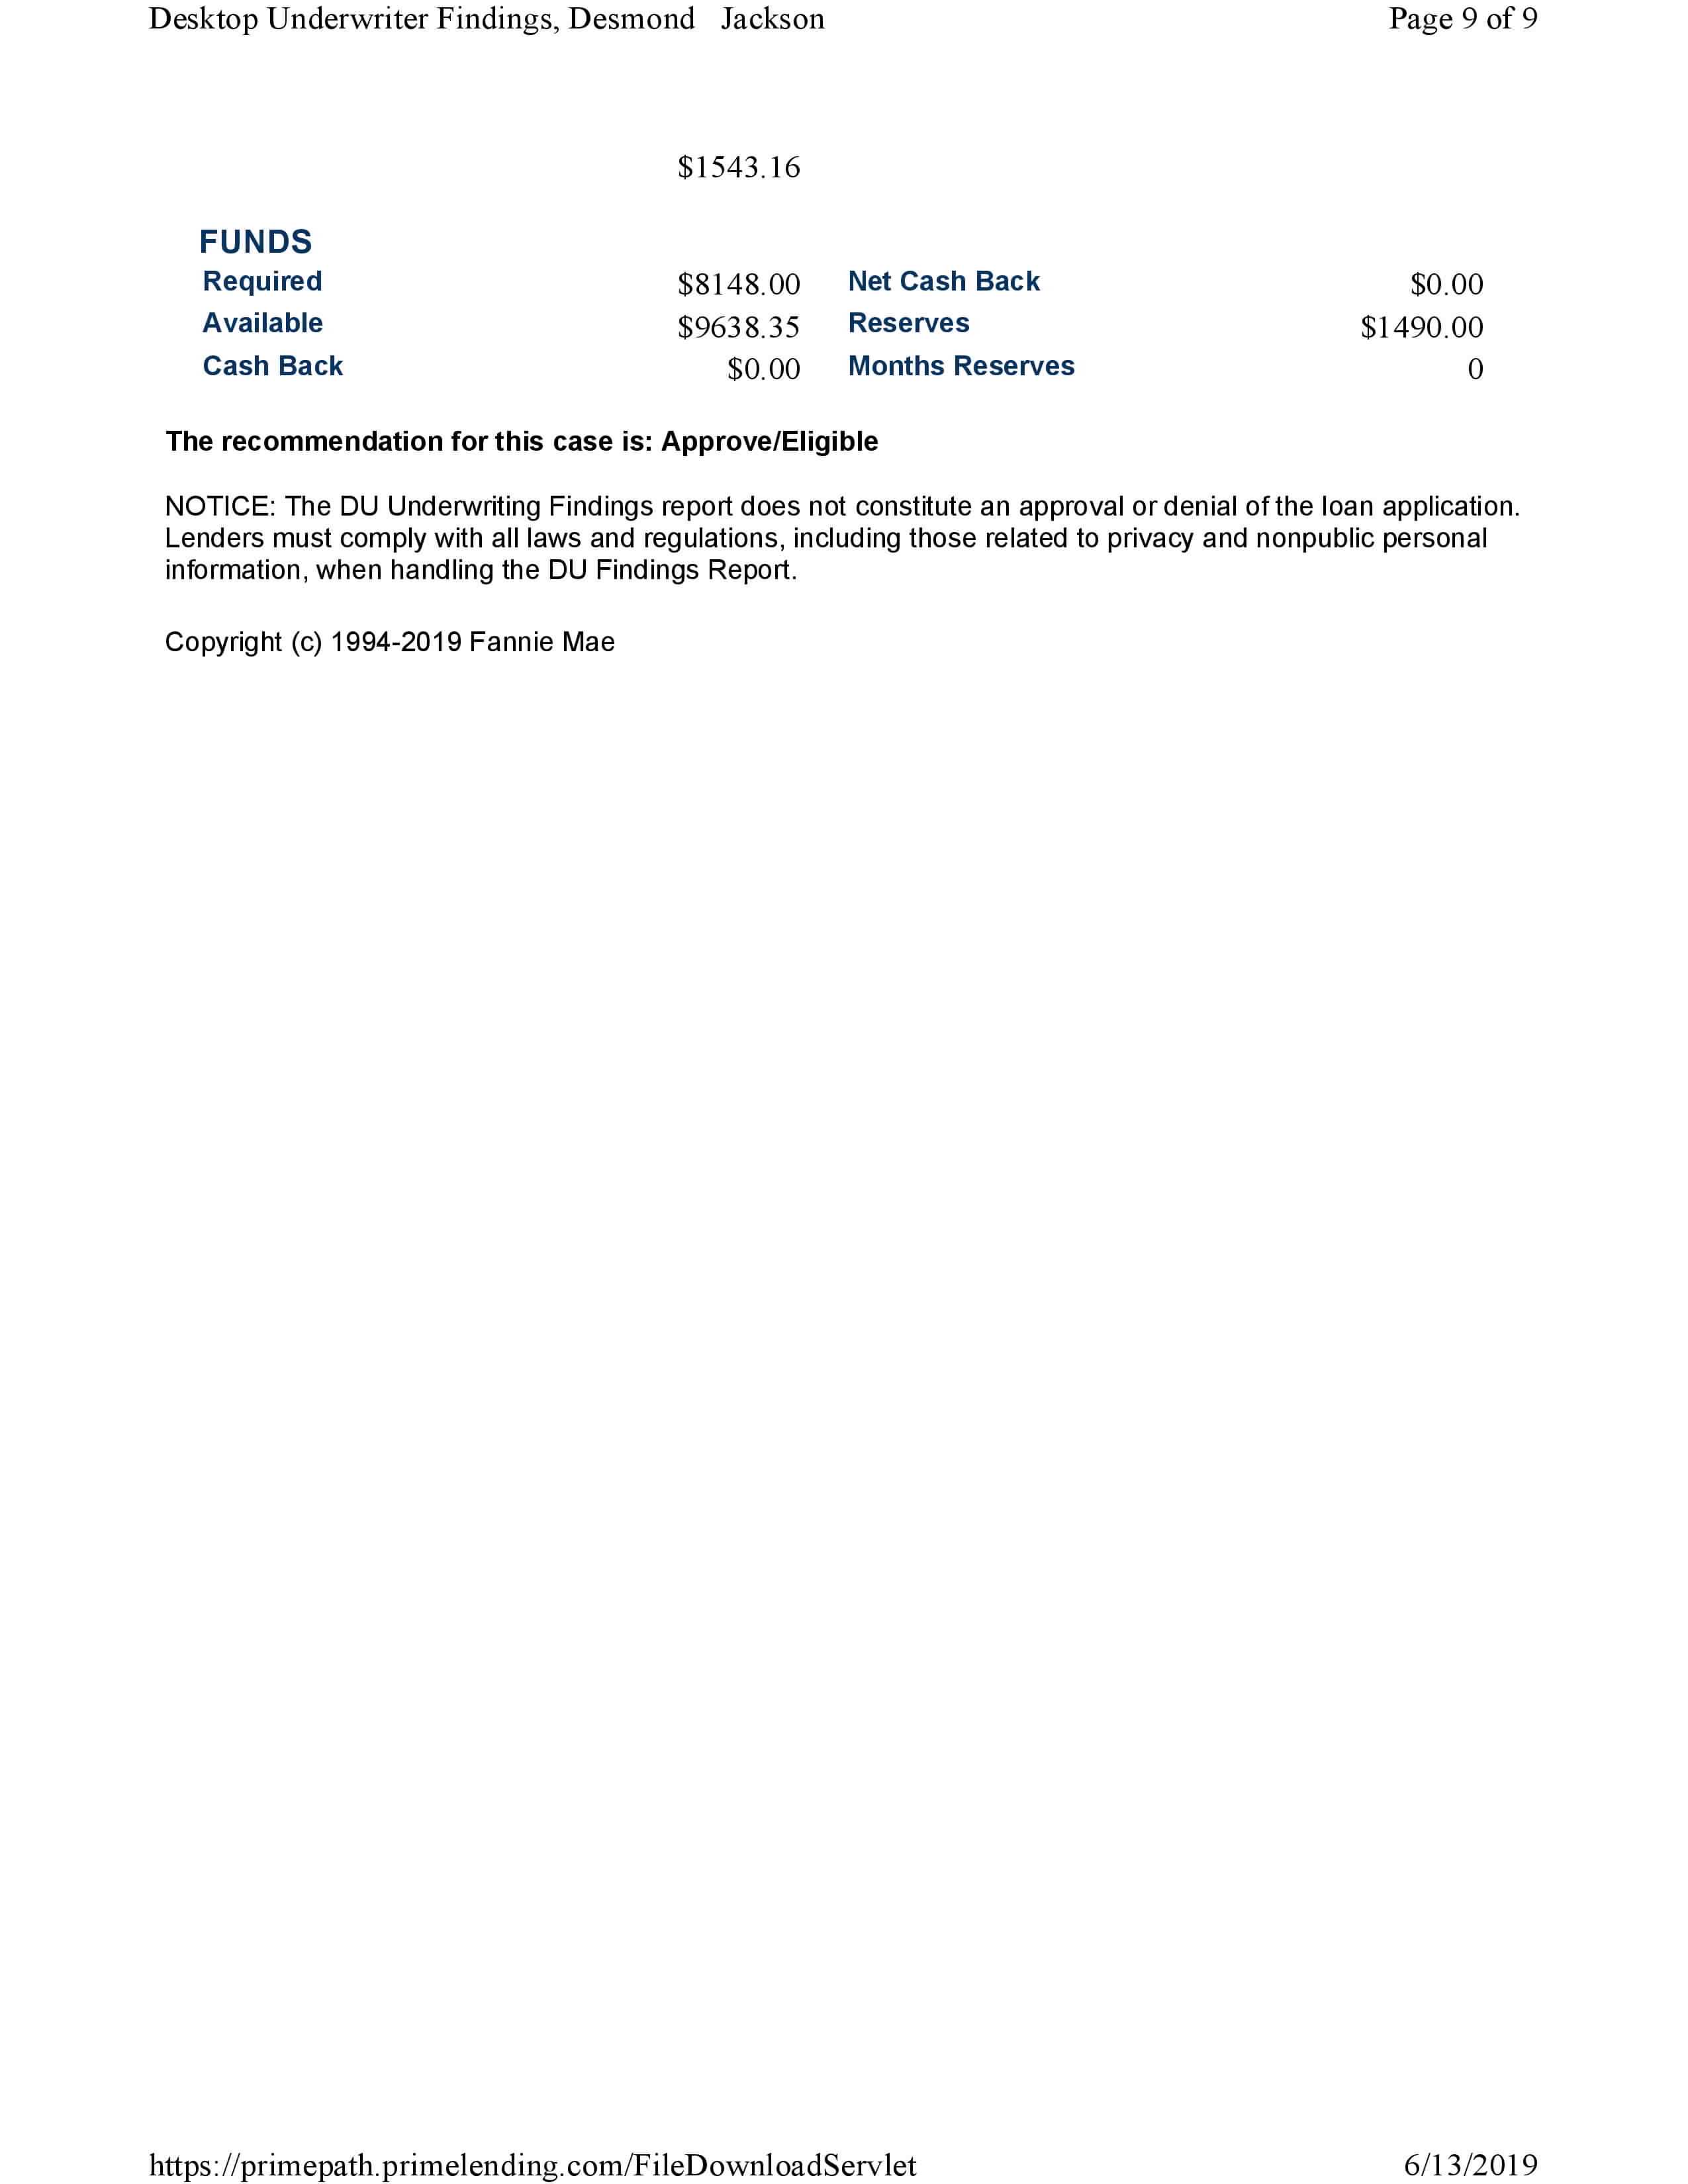 Desktop Underwriter Findings, Desmond Jackson Page 9 of 9
$1543.16
FUNDS
Required $8148.00 Net Cash Back $0.00
Available $9638.35 Reserves $1490.00
Cash Back $0.00 Months Reserves 0
The recommendation for this case is: Approve/Eligible
NOTICE: The DU Underwriting Findings report does not constitute an approval or denial of the loan application.
Lenders must comply with all laws and regulations, including those related to privacy and nonpublic personal
information, when handling the DU Findings Report.
Copyright (c) 1994-2019 Fannie Mae
https://primepath.primelending.com/FileDownloadServlet 6/13/2019